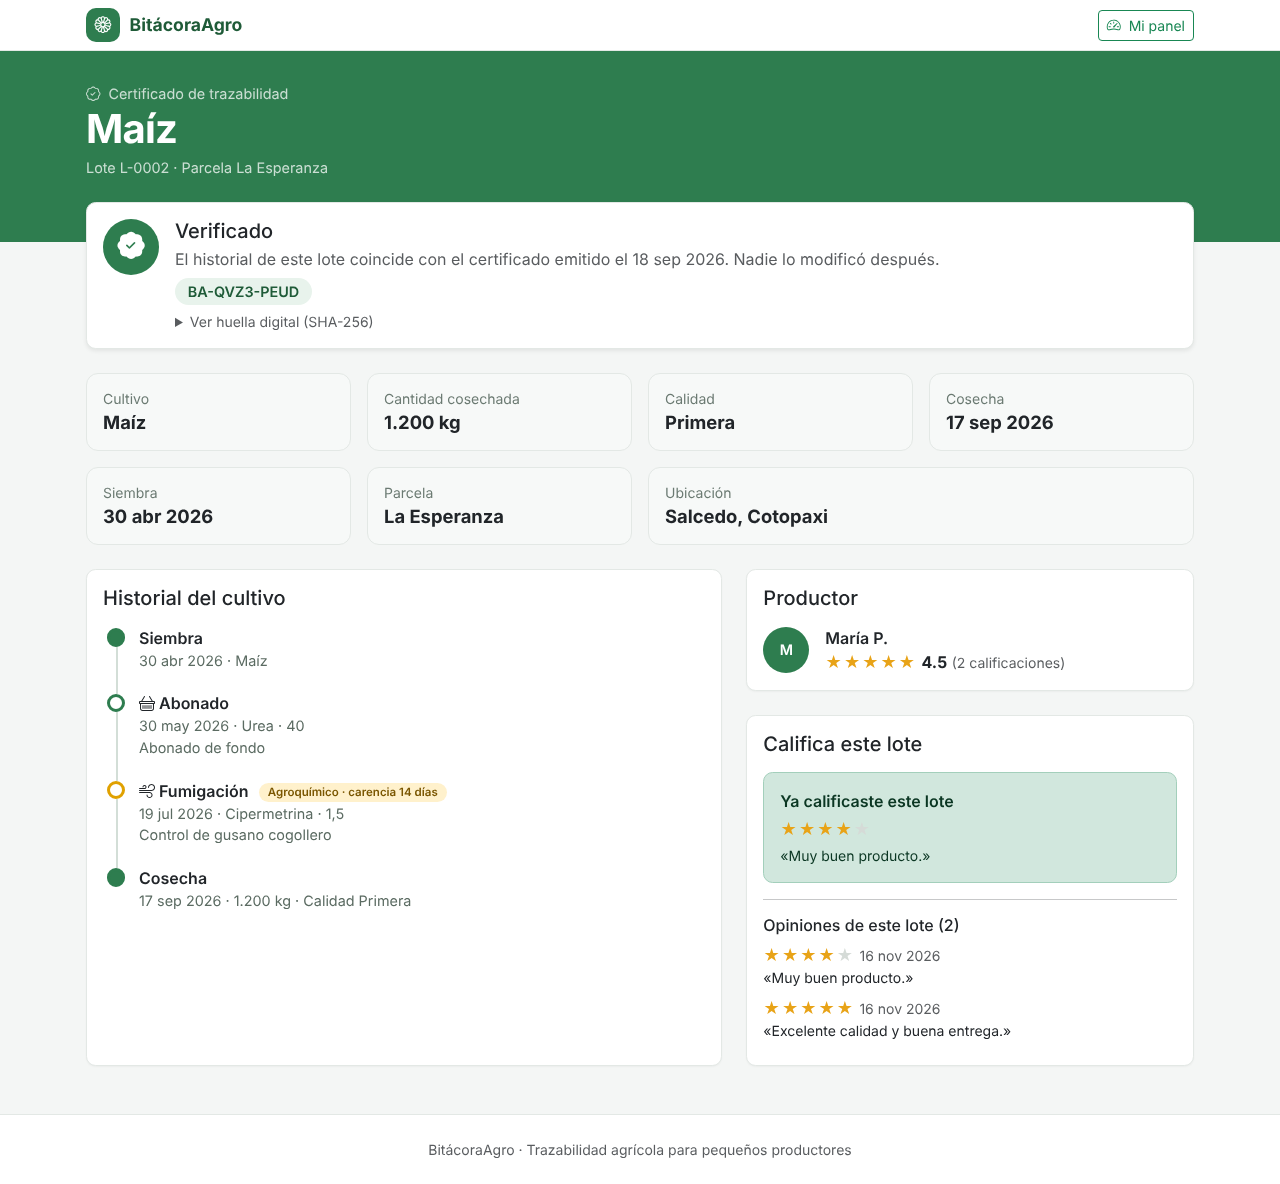 BitácoraAgro
Mi panel
Certificado de trazabilidad
Maíz
Lote L-0002 · Parcela La Esperanza
Verificado
El historial de este lote coincide con el certificado emitido el 18 sep 2026. Nadie lo modificó después.
BA-QVZ3-PEUD
Ver huella digital (SHA-256)
Cultivo
Maíz
Cantidad cosechada
1.200 kg
Calidad
Primera
Cosecha
17 sep 2026
Siembra
30 abr 2026
Parcela
La Esperanza
Ubicación
Salcedo, Cotopaxi
Historial del cultivo
Siembra
30 abr 2026 · Maíz
Abonado
30 may 2026 · Urea · 40
Abonado de fondo
Fumigación Agroquímico · carencia 14 días
19 jul 2026 · Cipermetrina · 1,5
Control de gusano cogollero
Cosecha
17 sep 2026 · 1.200 kg · Calidad Primera
Productor
M
María P.
★★★★★ 4.5 (2 calificaciones)
Califica este lote
Ya calificaste este lote
★★★★★
«Muy buen producto.»
Opiniones de este lote (2)
★★★★★ 16 nov 2026
«Muy buen producto.»
★★★★★ 16 nov 2026
«Excelente calidad y buena entrega.»
BitácoraAgro · Trazabilidad agrícola para pequeños productores